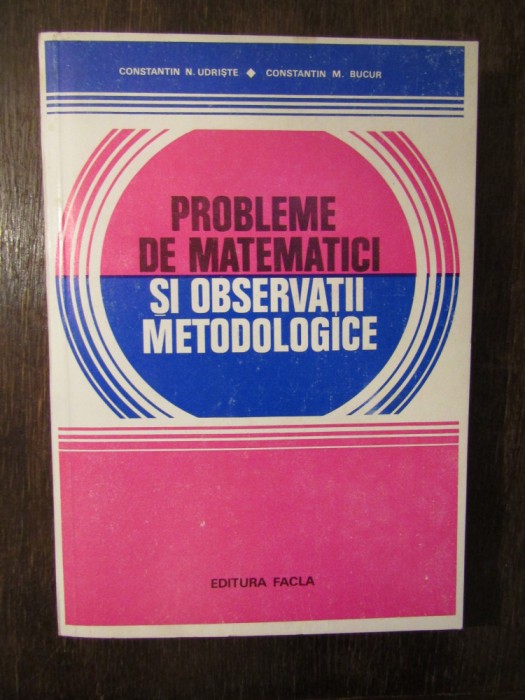 CONSTANTIN N. UDRIȘTE ◆ CONSTANTIN M. BUCUR
PROBLEME
DE MATEMATICI
ȘI OBSERVAȚII
METODOLOGICE
EDITURA FACLA